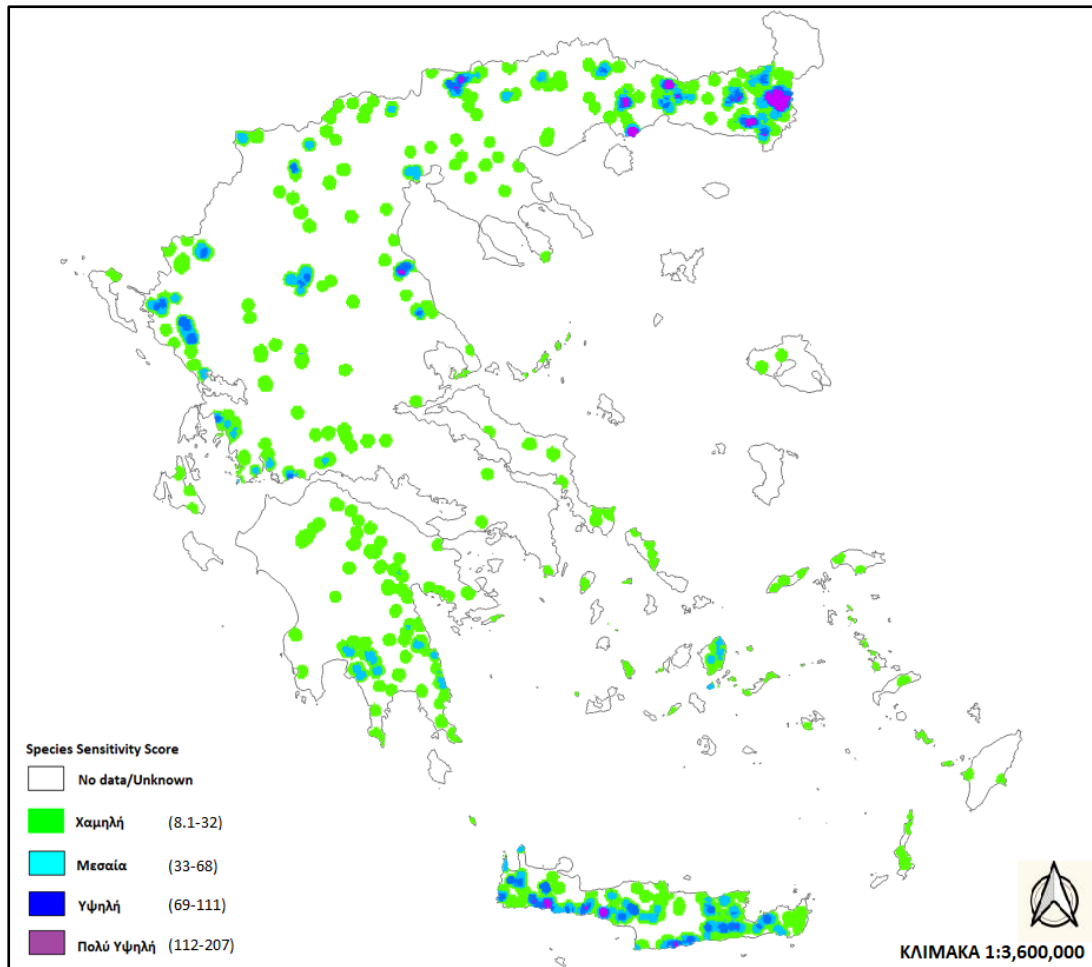 Species Sensitivity Score
No data/Unknown
Χαμηλή (8.1-32)
Μεσαία (33-68)
Υψηλή (69-111)
Πολύ Υψηλή (112-207)
ΚΛΙΜΑΚΑ 1:3,600,000